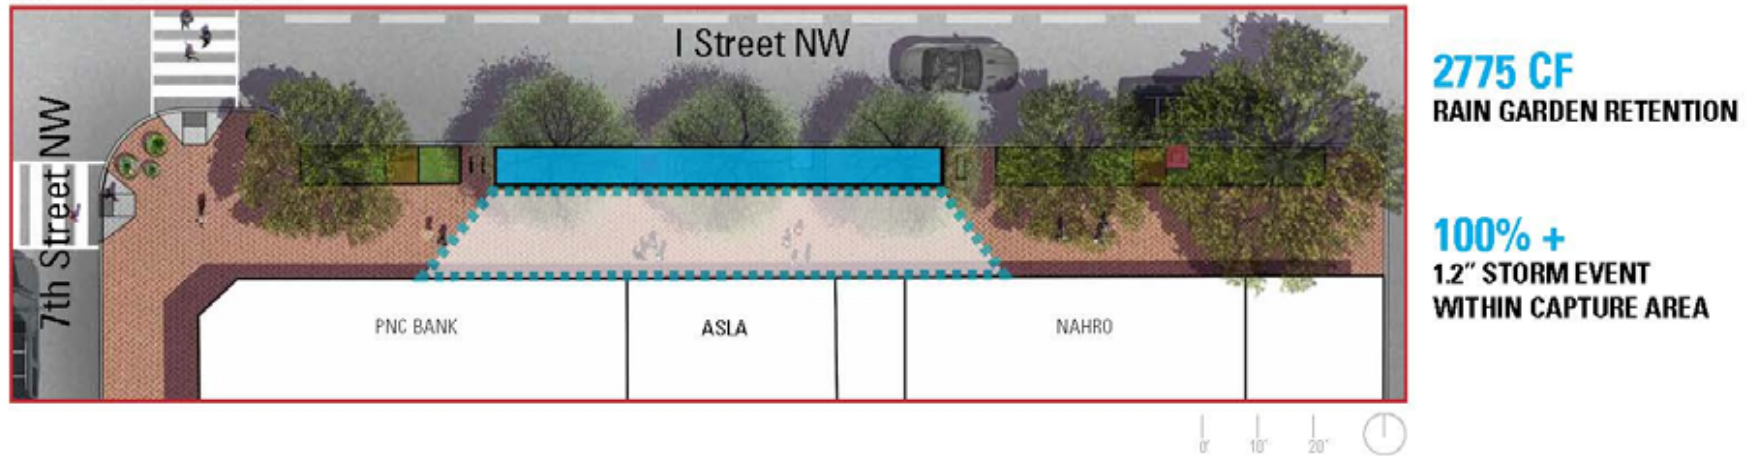 I Street NW
7th Street NW
PNC BANK
ASLA
NAHRO
2775 CF
RAIN GARDEN RETENTION
100% +
1.2" STORM EVENT
WITHIN CAPTURE AREA
0'
10'
20'